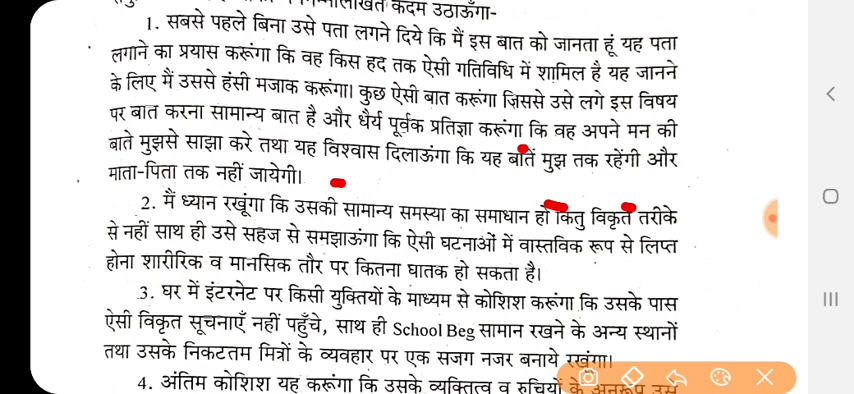 निम्नलिखित कदम उठाऊँगा-
1. सबसे पहले बिना उसे पता लगने दिये कि मैं इस बात को जानता हूं यह पता
लगाने का प्रयास करूंगा कि वह किस हद तक ऐसी गतिविधि में शामिल है यह जानने
के लिए मैं उससे हंसी मजाक करूंगा। कुछ ऐसी बात करूंगा ज़िससे उसे लगे इस विषय
पर बात करना सामान्य बात है और धैर्य पूर्वक प्रतिज्ञा करूंगा कि वह अपने मन की
बाते मुझसे साझा करे तथा यह विश्वास दिलाऊंगा कि यह बातें मुझ तक रहेंगी और
माता-पिता तक नहीं जायेगी।
2. मैं ध्यान रखूंगा कि उसकी सामान्य समस्या का समाधान हो किंतु विकृत तरीके
से नहीं साथ ही उसे सहज से समझाऊंगा कि ऐसी घटनाओं में वास्तविक रूप से लिप्त
होना शारीरिक व मानसिक तौर पर कितना घातक हो सकता है।
3. घर में इंटरनेट पर किसी युक्तियों के माध्यम से कोशिश करूंगा कि उसके पास
ऐसी विकृत सूचनाएँ नहीं पहुँचे, साथ ही School Beg सामान रखने के अन्य स्थानों
तथा उसके निकटतम मित्रों के व्यवहार पर एक सजग नजर बनाये रखूंगा।
4. अंतिम कोशिश यह करूंगा कि उसके व्यक्तित्व व रुचियों के अनुरूप उसे